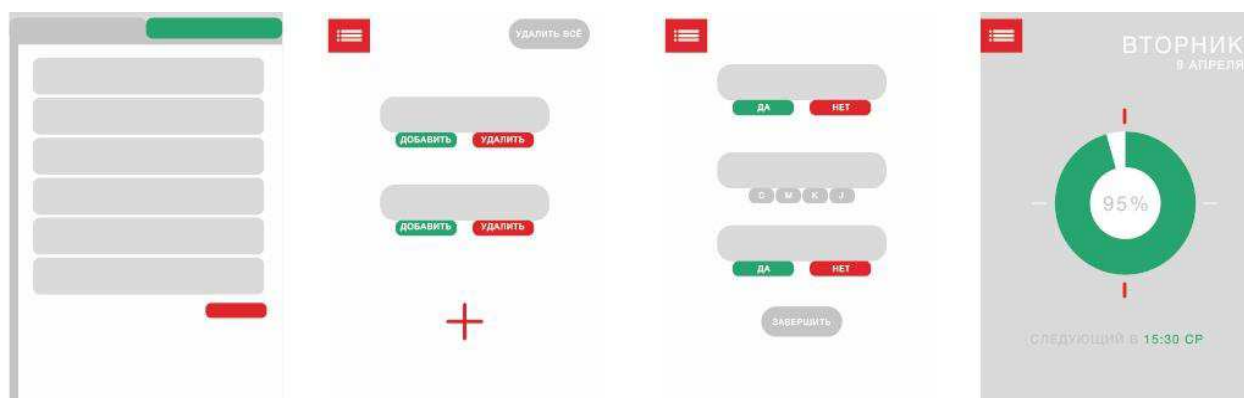 УДАЛИТЬ ВСЁ
ДОБАВИТЬ УДАЛИТЬ
ДОБАВИТЬ УДАЛИТЬ
ДА НЕТ
C M K J
ДА НЕТ
ЗАВЕРШИТЬ
ВТОРНИК
9 АПРЕЛЯ
95%
СЛЕДУЮЩИЙ В 15:30 СР